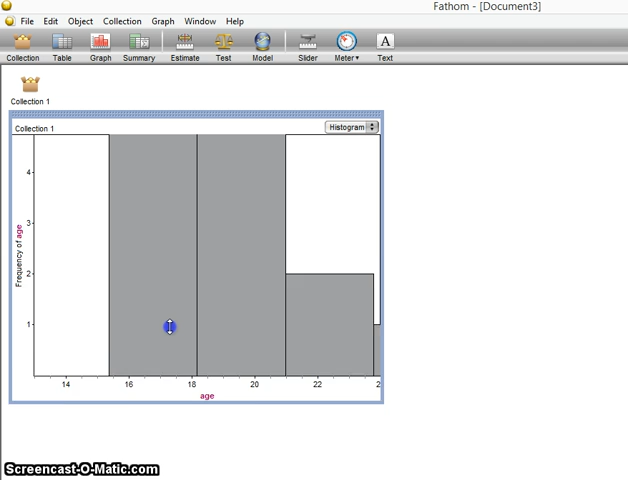 Fathom - [Document3]
File Edit Object Collection Graph Window Help
Collection Table Graph Summary Estimate Test Model Slider Meter▾ Text
A
Collection 1
Collection 1 Histogram
4
3
2
1
Frequency of age
14 16 18 20 22 2
age
Screencast-O-Matic.com